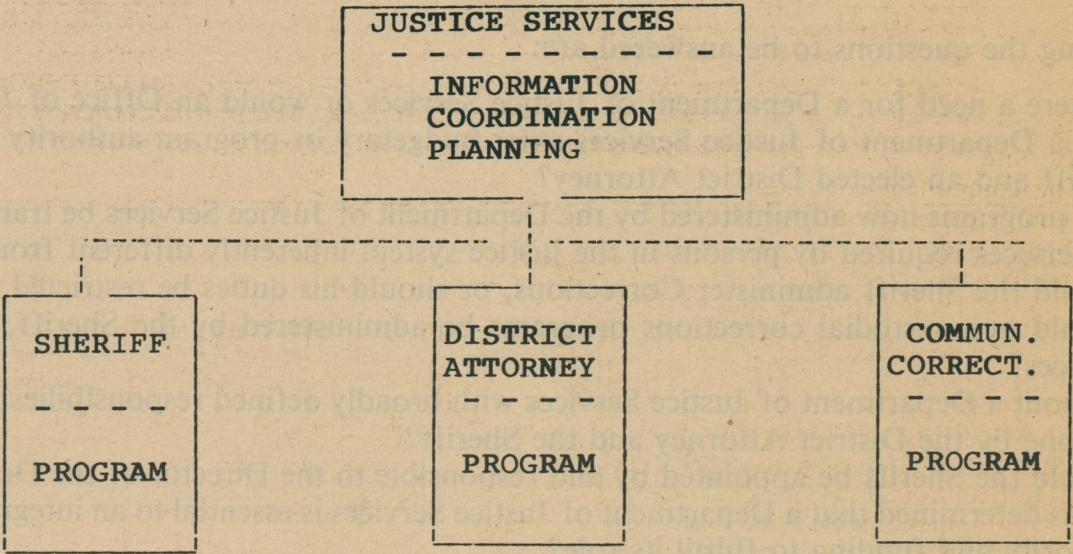 JUSTICE SERVICES
INFORMATION
COORDINATION
PLANNING
SHERIFF
PROGRAM
DISTRICT
ATTORNEY
PROGRAM
COMMUN.
CORRECT.
PROGRAM